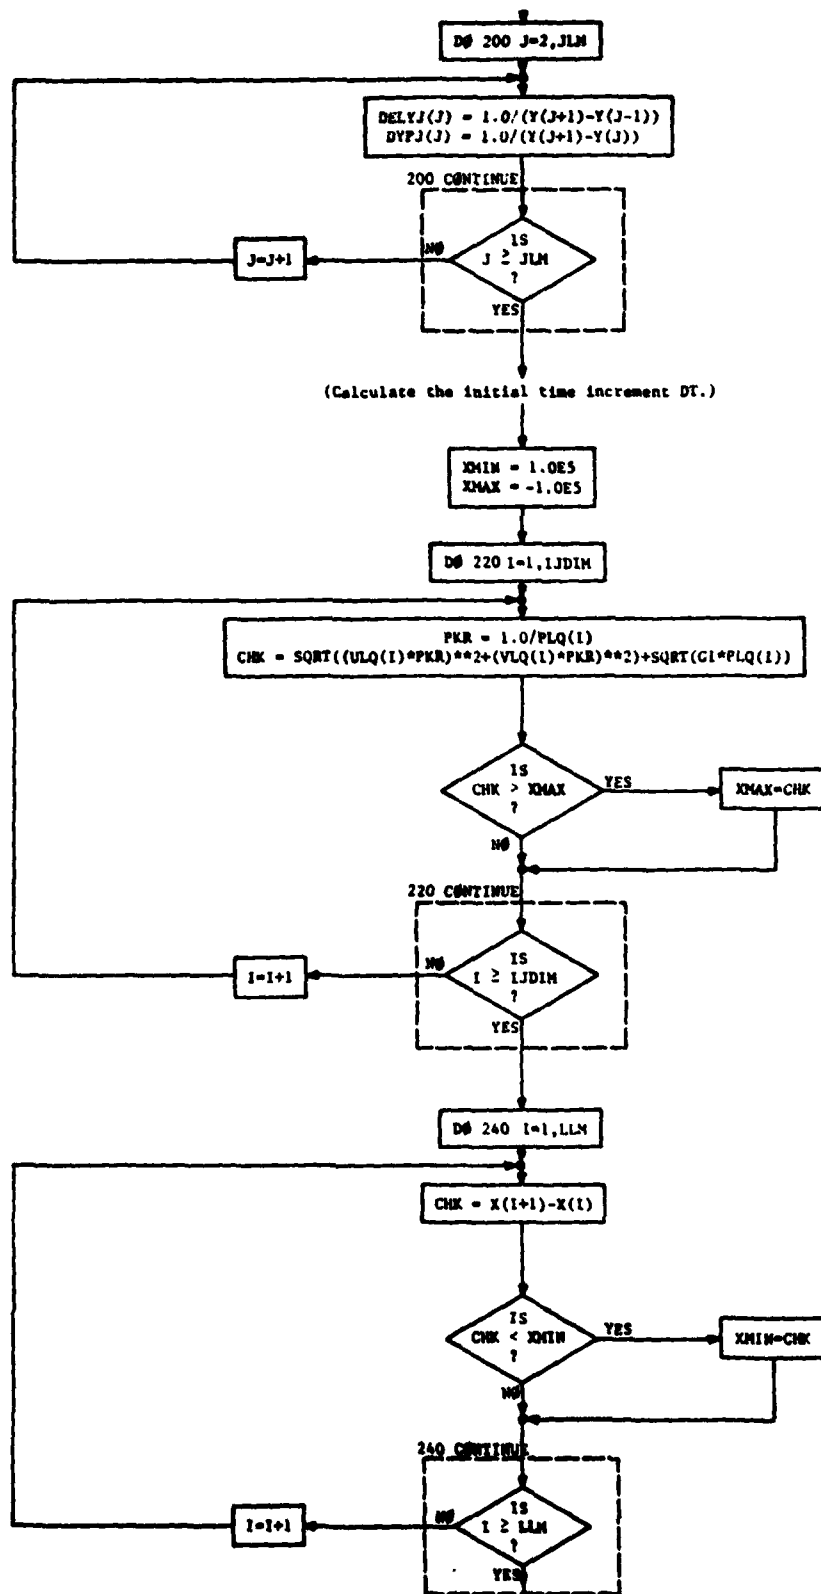 DØ 200 J=2,JLM
DELYJ(J) = 1.0/(Y(J+1)-Y(J-1))
DYPJ(J) = 1.0/(Y(J+1)-Y(J))
200 CØNTINUE
IS
J ≥ JLM
?
NØ
J=J+1
YES
(Calculate the initial time increment DT.)
XMIN = 1.0E5
XMAX = -1.0E5
DØ 220 I=1,IJDIM
PKR = 1.0/PLQ(I)
CHK = SQRT((ULQ(I)*PKR)**2+(VLQ(I)*PKR)**2)+SQRT(G1*PLQ(I))
IS
CHK > XMAX
?
YES
XMAX=CHK
NØ
220 CØNTINUE
IS
I ≥ IJDIM
?
NØ
I=I+1
YES
DØ 240 I=1,LLM
CHK = X(I+1)-X(I)
IS
CHK < XMIN
?
YES
XMIN=CHK
NØ
240 CØNTINUE
IS
I ≥ LLM
?
NØ
I=I+1
YES